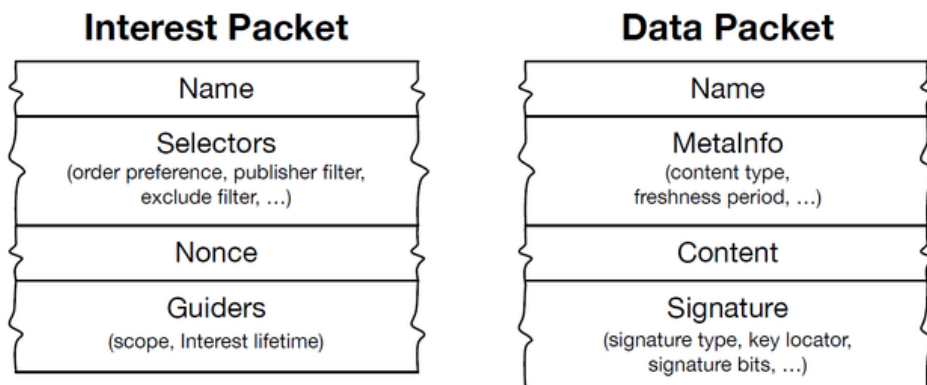 Interest Packet
Name
Selectors
(order preference, publisher filter,
exclude filter, ...)
Nonce
Guiders
(scope, Interest lifetime)
Data Packet
Name
MetaInfo
(content type,
freshness period, ...)
Content
Signature
(signature type, key locator,
signature bits, ...)